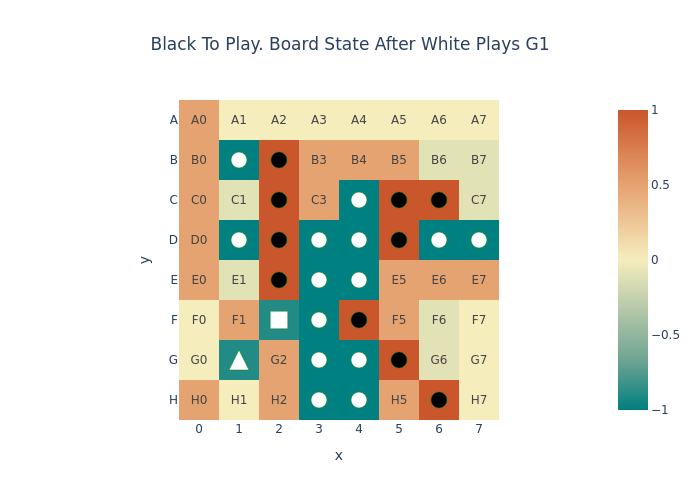 Black To Play. Board State After White Plays G1
A A0 A1 A2 A3 A4 A5 A6 A7
B B0 B3 B4 B5 B6 B7
C C0 C1 C3 C7
D D0
E E0 E1 E5 E6 E7
F F0 F1 F5 F6 F7
G G0 G2 G6 G7
H H0 H1 H2 H5 H7
0 1 2 3 4 5 6 7
x
y
1
0.5
0
−0.5
−1